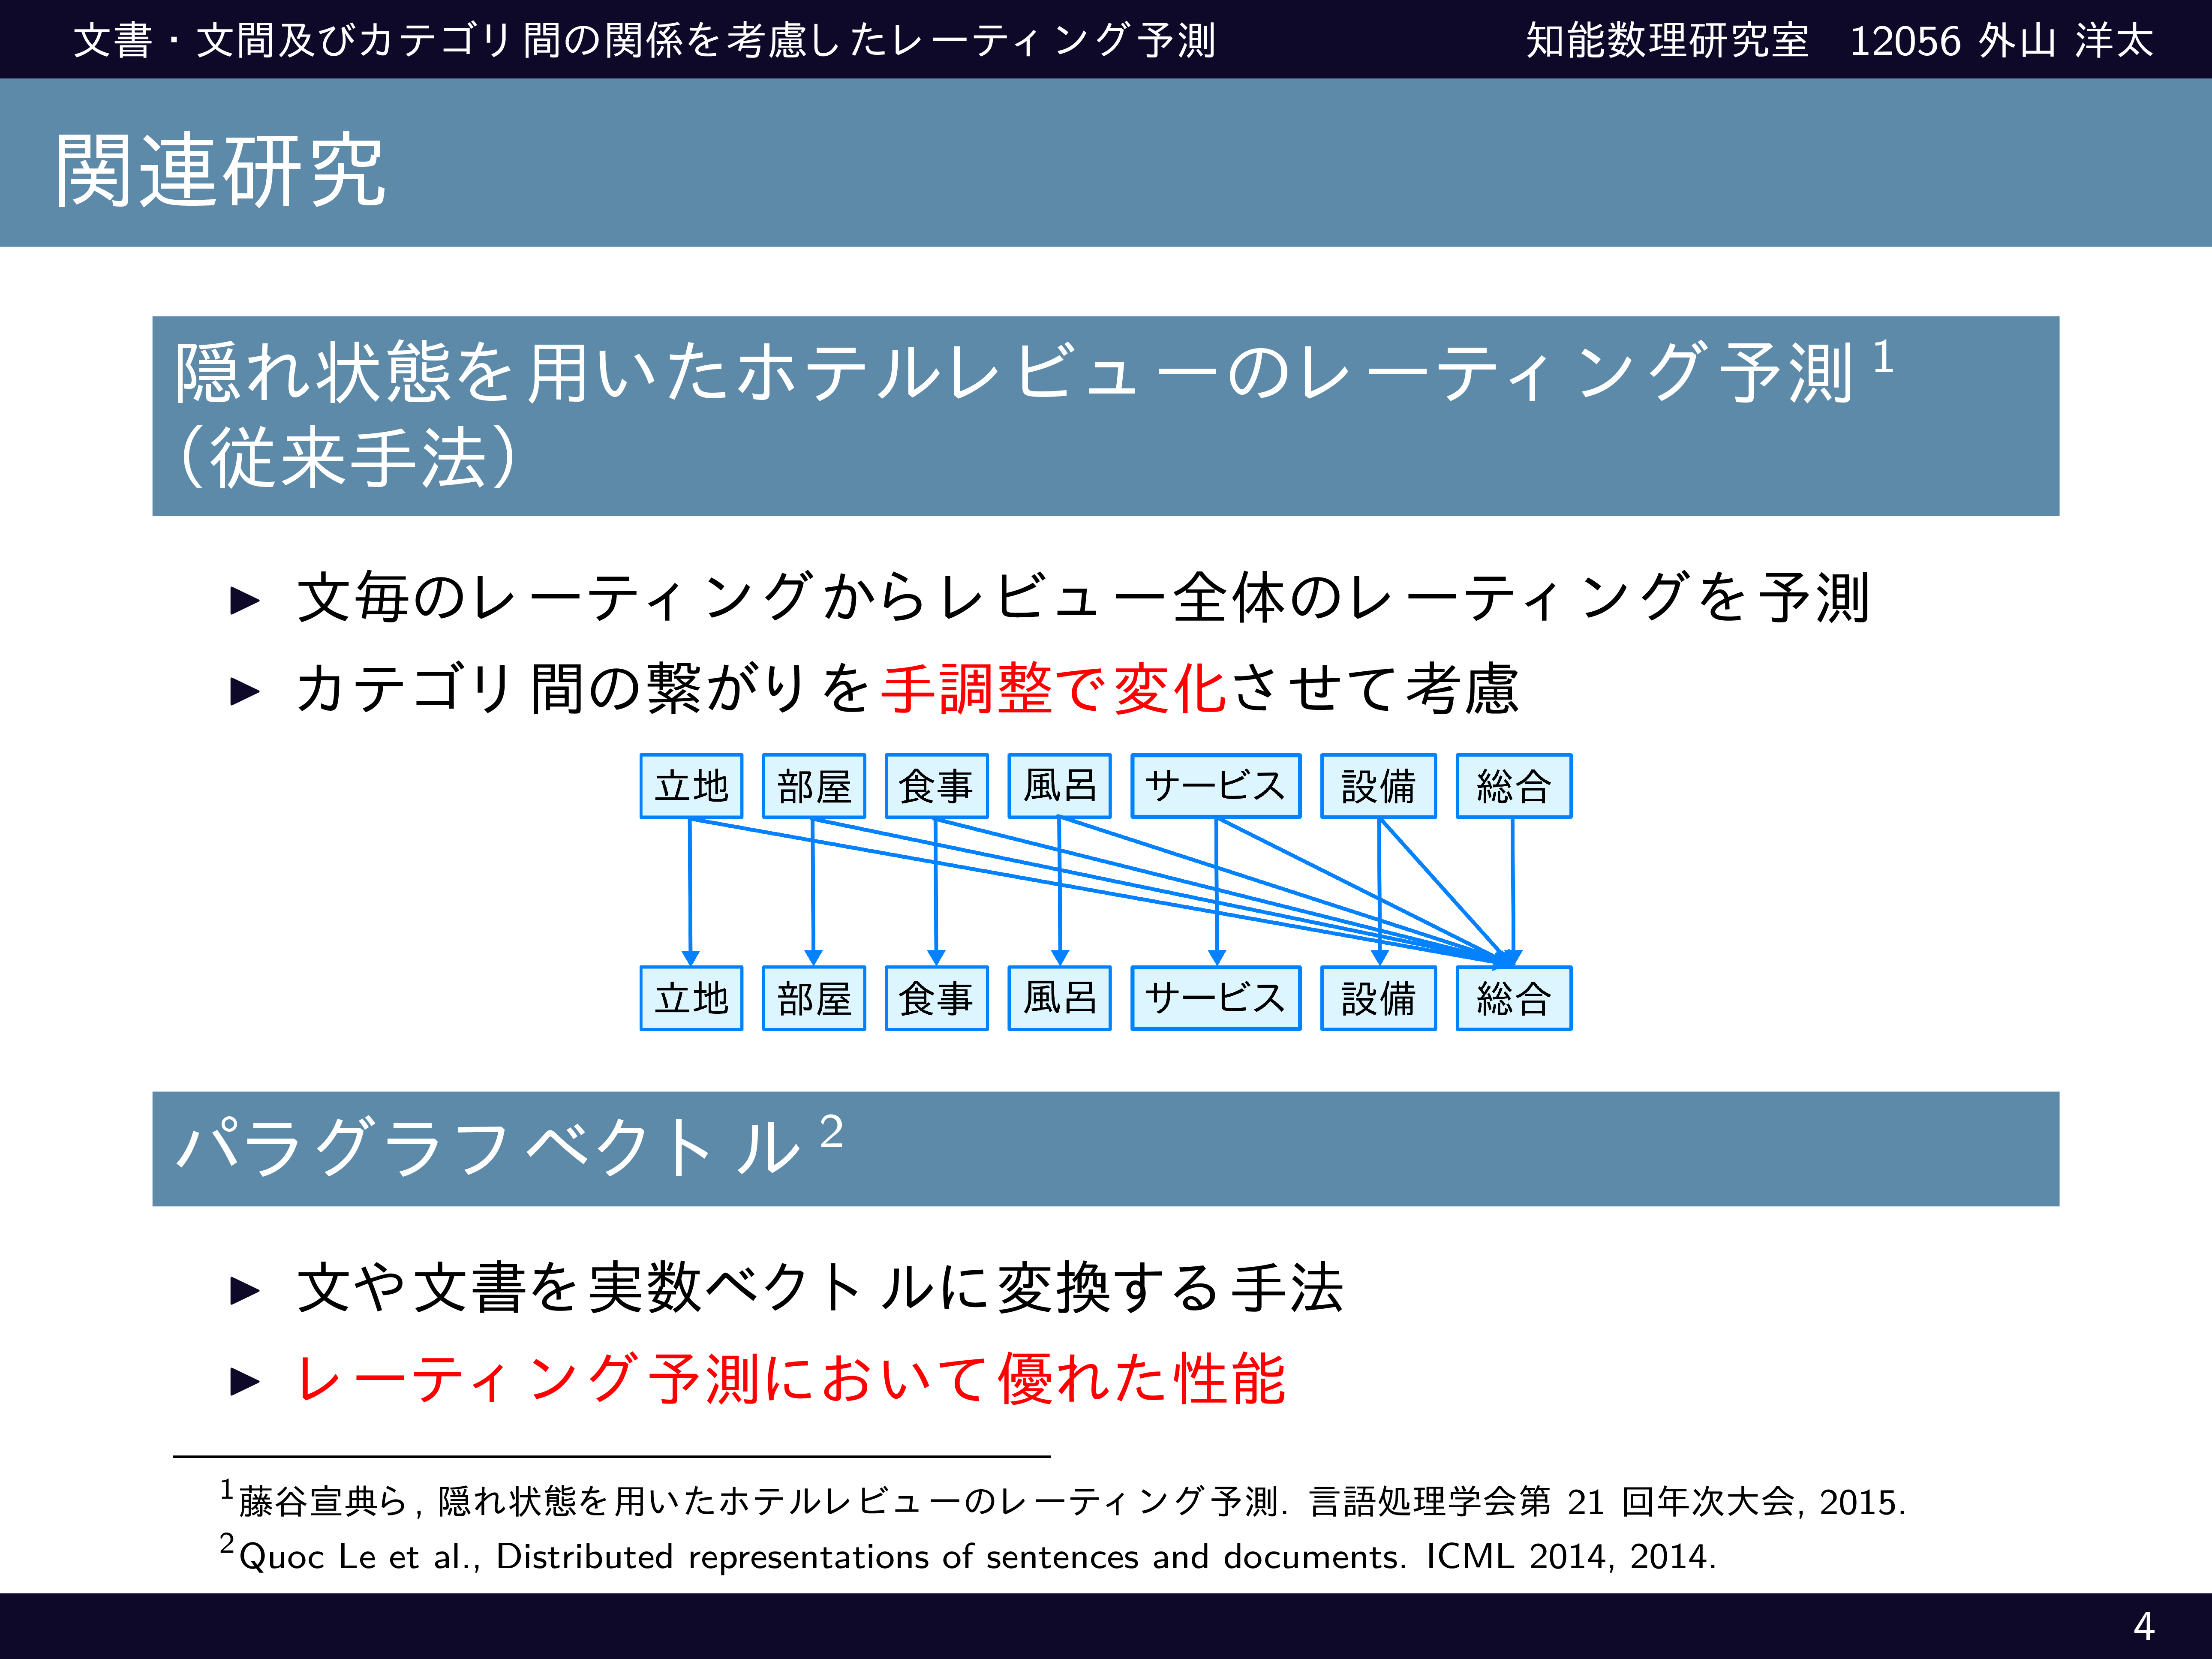 文書・文間及びカテゴリ間の関係を考慮したレーティング予測
知能数理研究室　12056 外山 洋太
関連研究
隠れ状態を用いたホテルレビューのレーティング予測 1
（従来手法）
▶ 文毎のレーティングからレビュー全体のレーティングを予測
▶ カテゴリ間の繋がりを手調整で変化させて考慮
立地 部屋 食事 風呂 サービス 設備 総合
立地 部屋 食事 風呂 サービス 設備 総合
パラグラフベクトル 2
▶ 文や文書を実数ベクトルに変換する手法
▶ レーティング予測において優れた性能
1 藤谷宣典ら, 隠れ状態を用いたホテルレビューのレーティング予測. 言語処理学会第 21 回年次大会, 2015.
2 Quoc Le et al., Distributed representations of sentences and documents. ICML 2014, 2014.
4